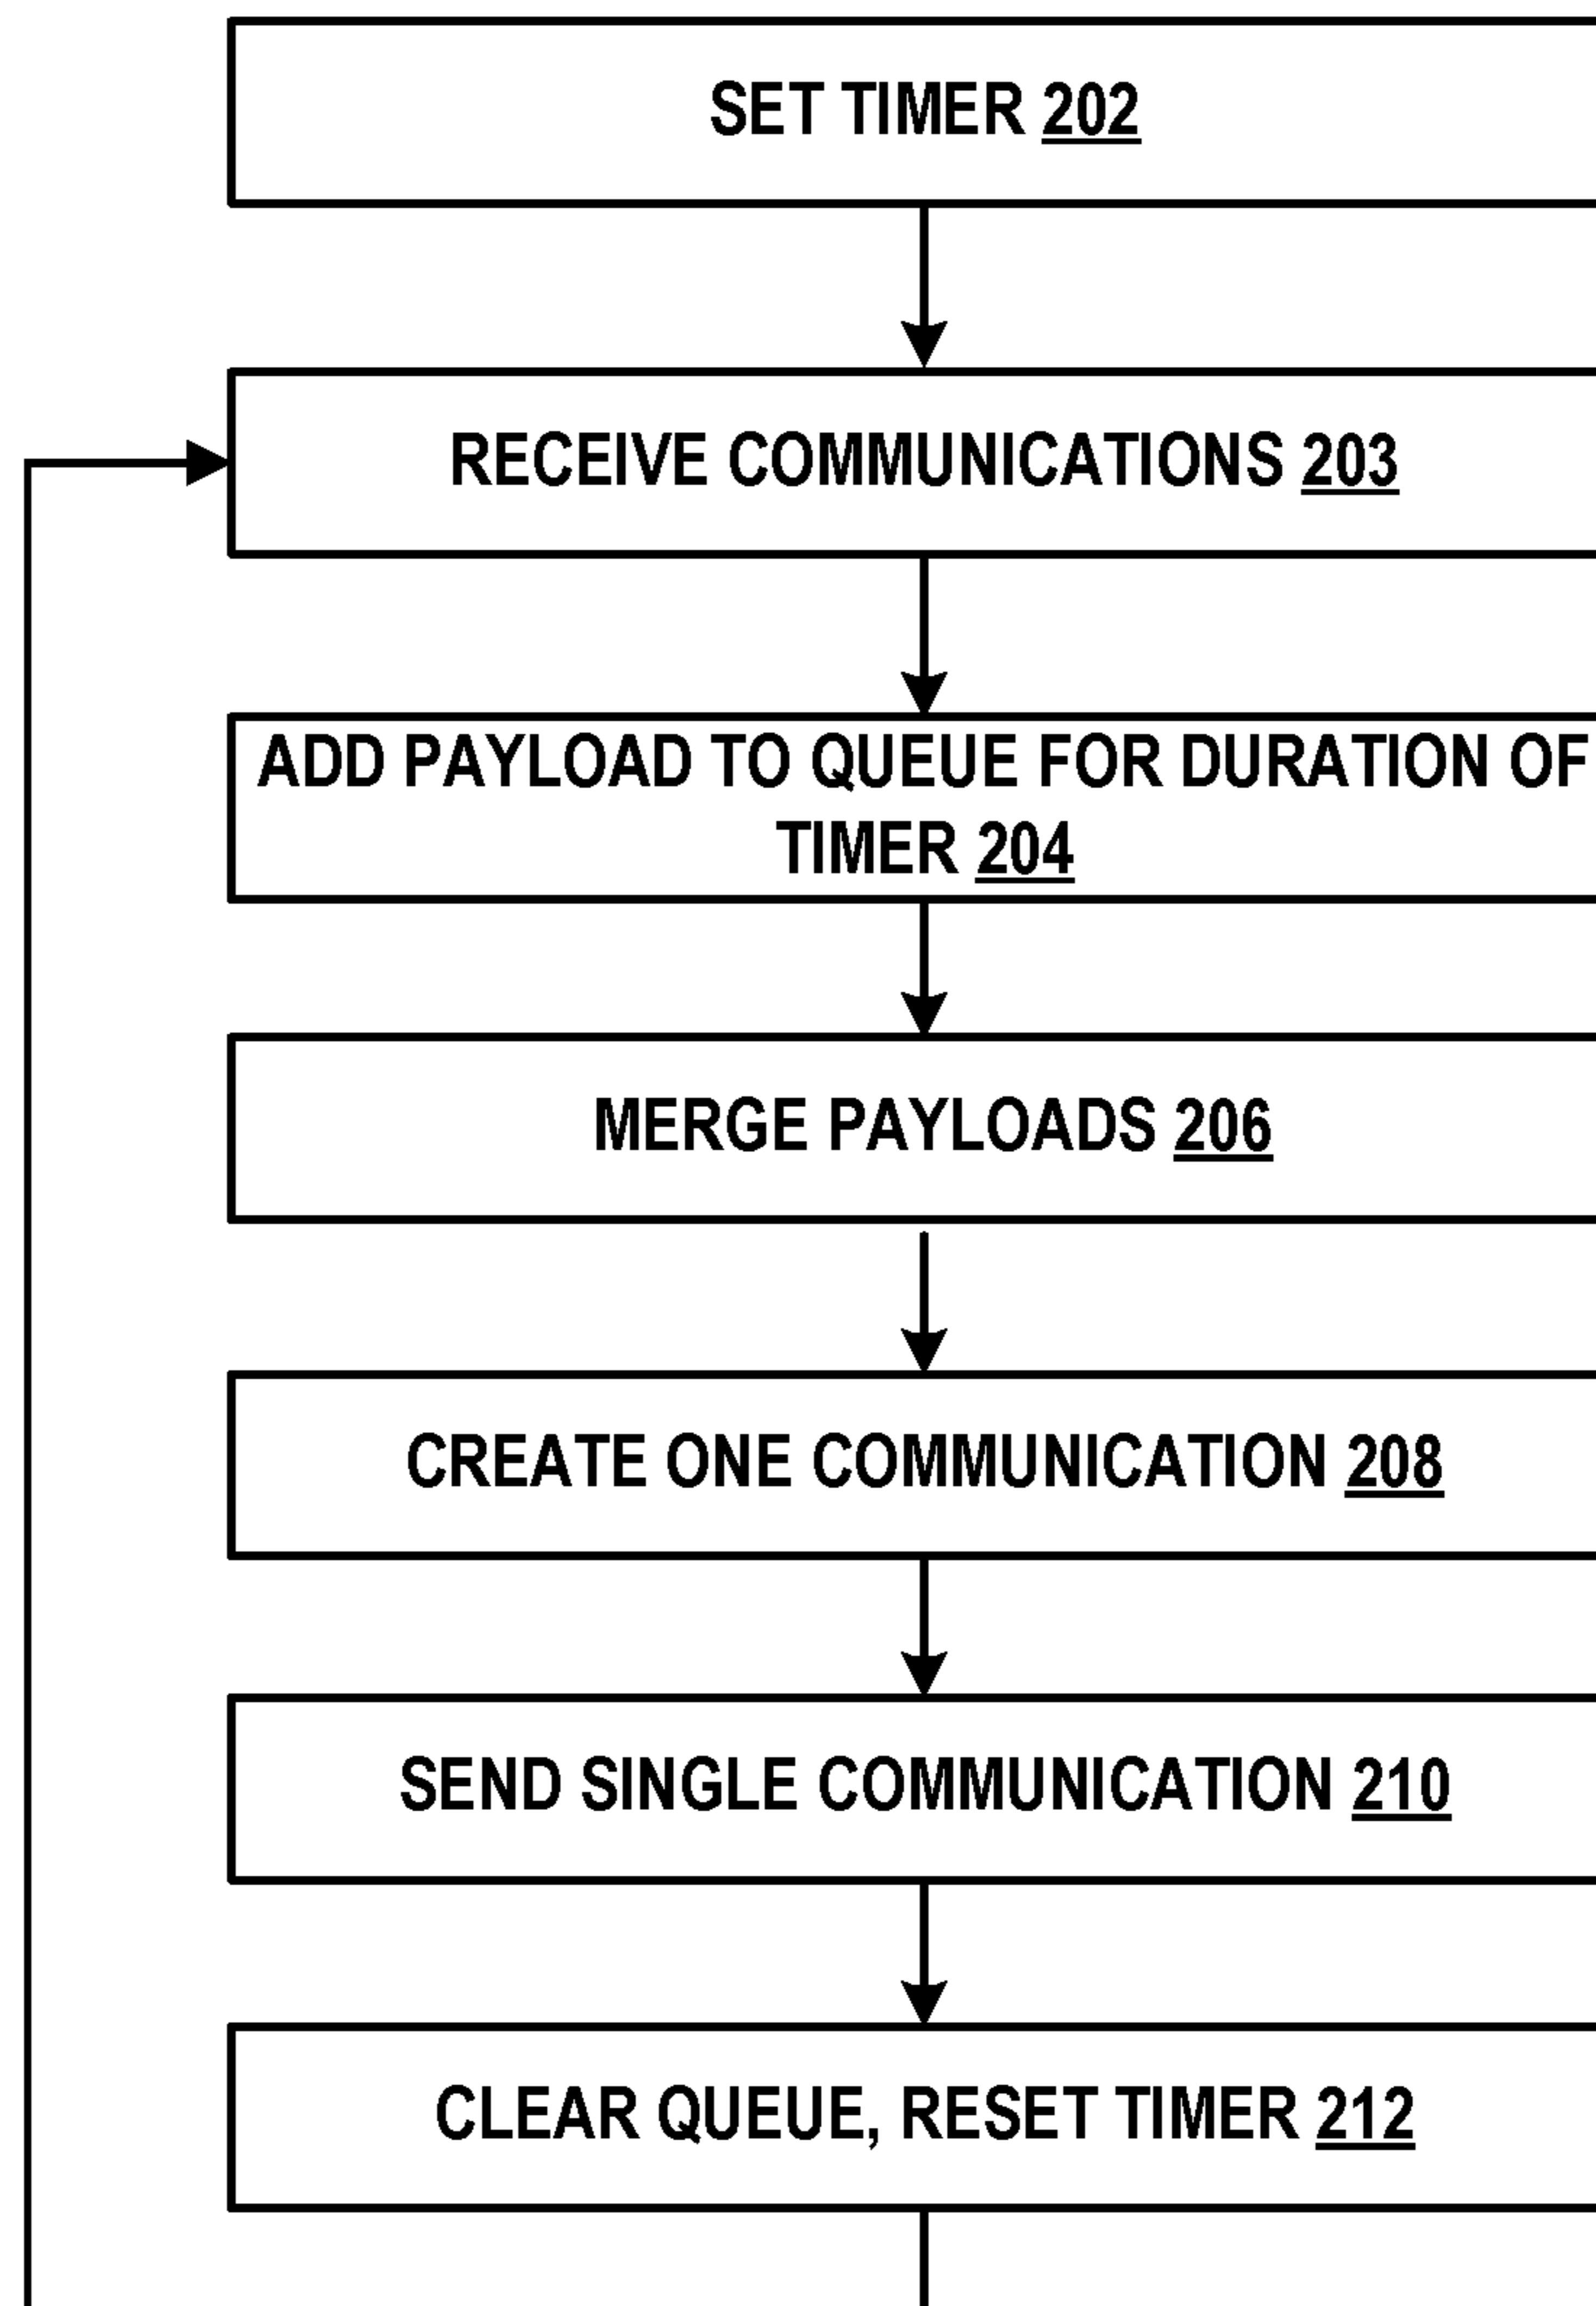 SET TIMER 202
RECEIVE COMMUNICATIONS 203
ADD PAYLOAD TO QUEUE FOR DURATION OF
TIMER 204
MERGE PAYLOADS 206
CREATE ONE COMMUNICATION 208
SEND SINGLE COMMUNICATION 210
CLEAR QUEUE, RESET TIMER 212